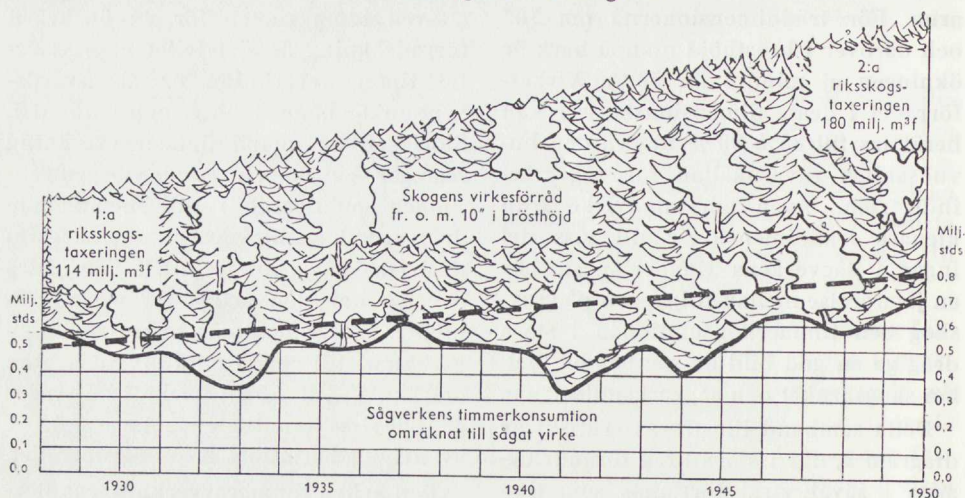 1:a
riksskogs-
taxeringen
114 milj. m³f
Skogens virkesförråd
fr. o. m. 10" i brösthöjd
2:a
riksskogs-
taxeringen
180 milj. m³f
Milj.
stds
0,5
0,4
0,3
0,2
0,1
0,0
Milj.
stds
0,8
0,7
0,6
0,5
0,4
0,3
0,2
0,1
0,0
Sågverkens timmerkonsumtion
omräknat till sågat virke
1930
1935
1940
1945
1950